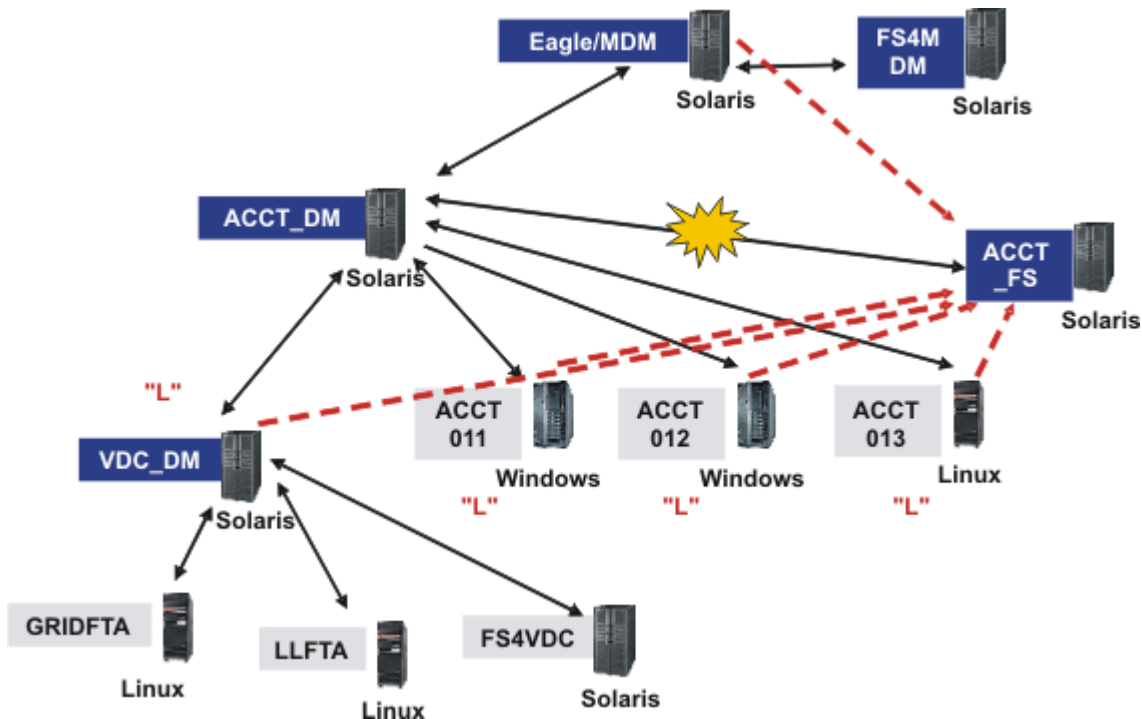 Eagle/MDM
Solaris
FS4M
DM
Solaris
ACCT_DM
Solaris
ACCT
_FS
Solaris
"L"
VDC_DM
Solaris
ACCT
011
Windows
"L"
ACCT
012
Windows
"L"
ACCT
013
Linux
"L"
GRIDFTA
Linux
LLFTA
Linux
FS4VDC
Solaris